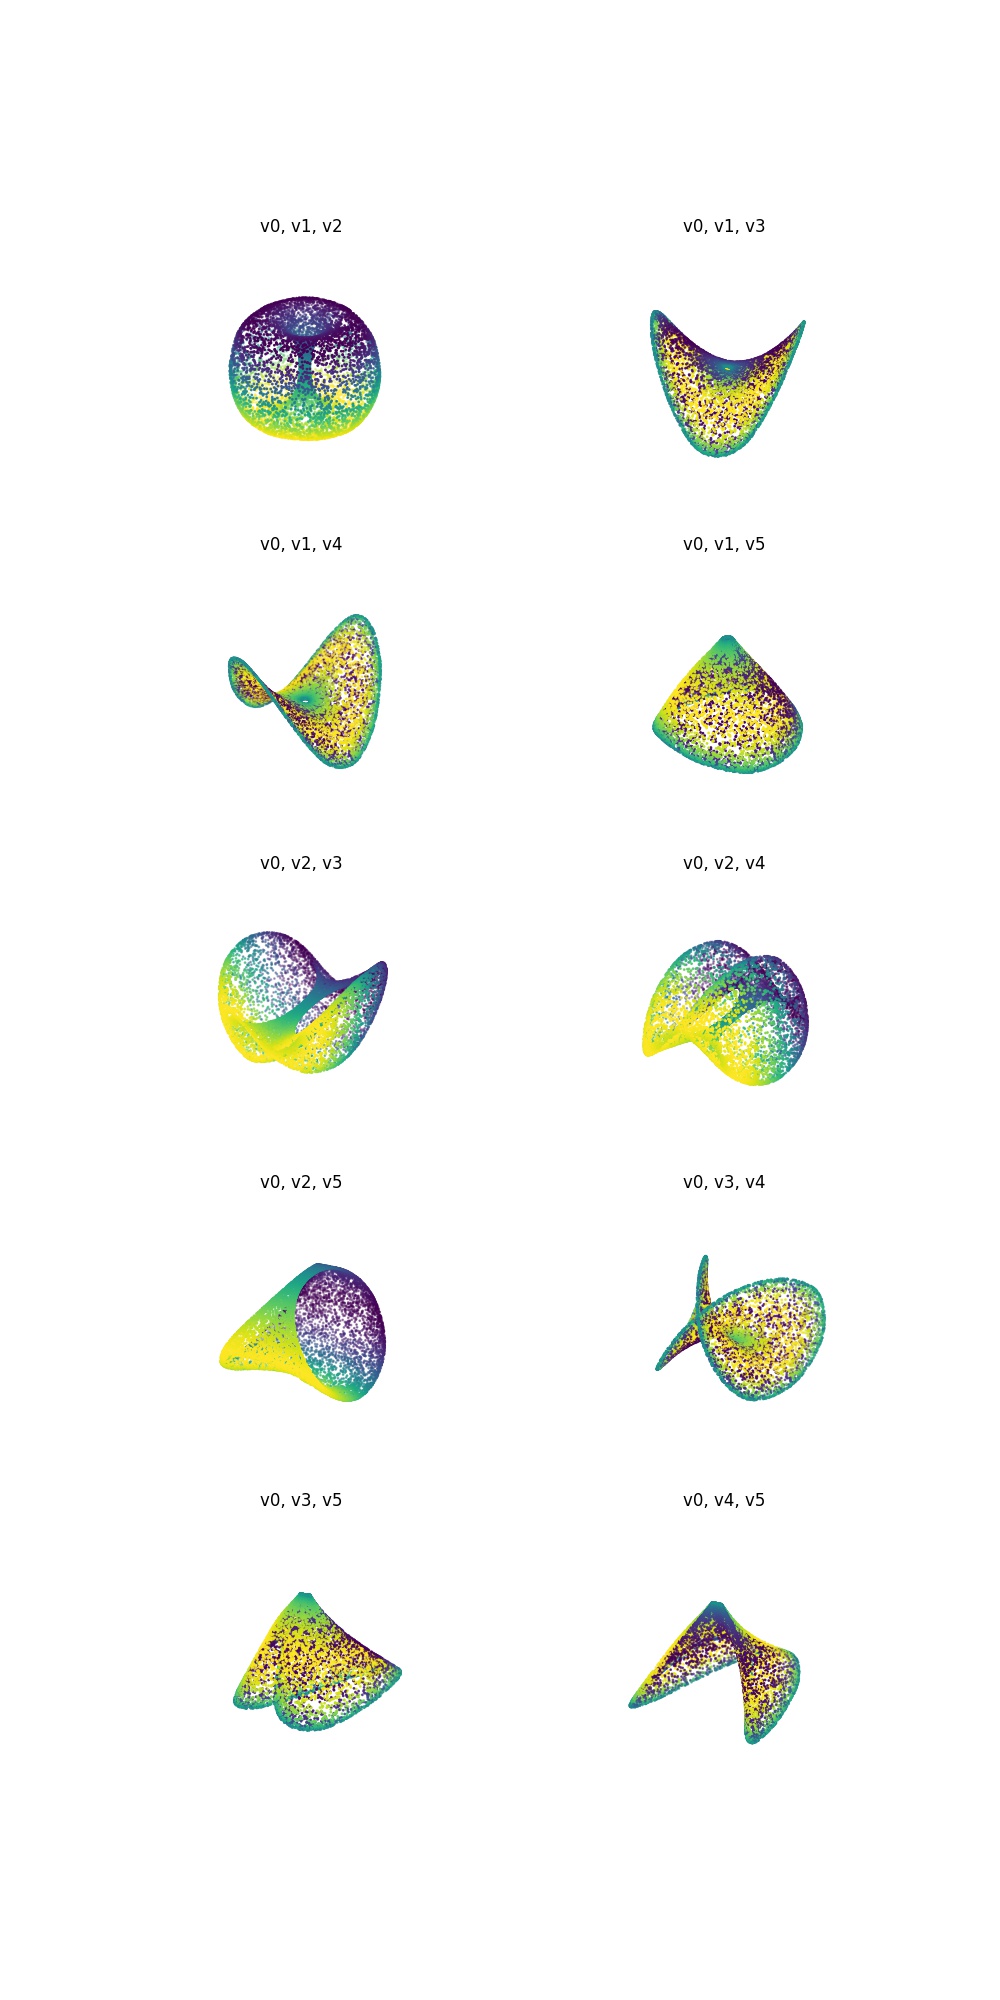 v0, v1, v2
v0, v1, v3
v0, v1, v4
v0, v1, v5
v0, v2, v3
v0, v2, v4
v0, v2, v5
v0, v3, v4
v0, v3, v5
v0, v4, v5